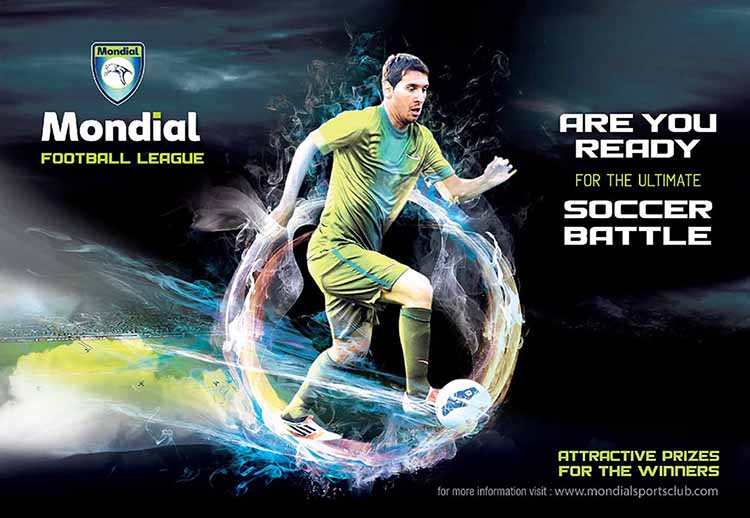 Mondial
Mondial
FOOTBALL LEAGUE
ARE YOU
READY
FOR THE ULTIMATE
SOCCER
BATTLE
ATTRACTIVE PRIZES
FOR THE WINNERS
for more information visit : www.mondialsportsclub.com